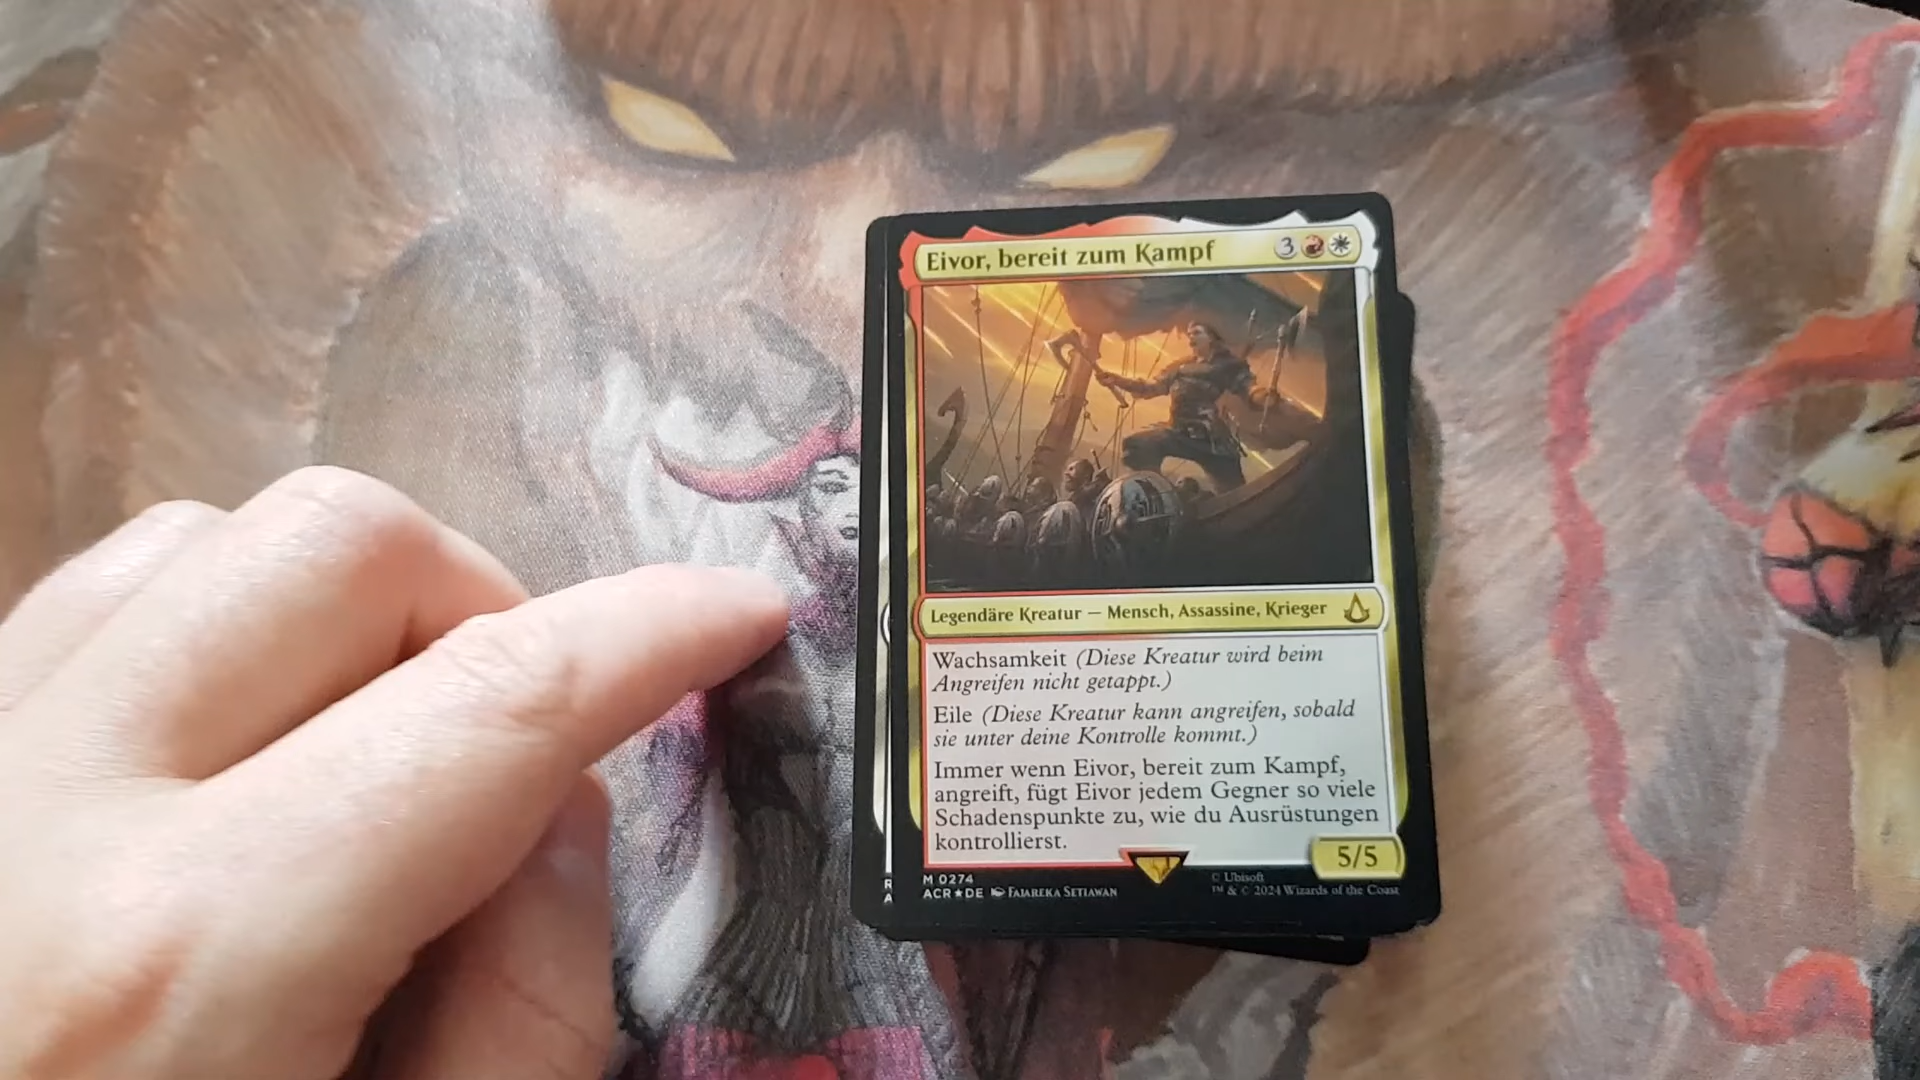 Eivor, bereit zum Kampf 3
Legendäre Kreatur — Mensch, Assassine, Krieger
Wachsamkeit (Diese Kreatur wird beim
Angreifen nicht getappt.)
Eile (Diese Kreatur kann angreifen, sobald
sie unter deine Kontrolle kommt.)
Immer wenn Eivor, bereit zum Kampf,
angreift, fügt Eivor jedem Gegner so viele
Schadenspunkte zu, wie du Ausrüstungen
kontrollierst.
5/5
R
A
M 0274
ACR★DE FAJAREKA SETIAWAN
© Ubisoft
™ & © 2024 Wizards of the Coast